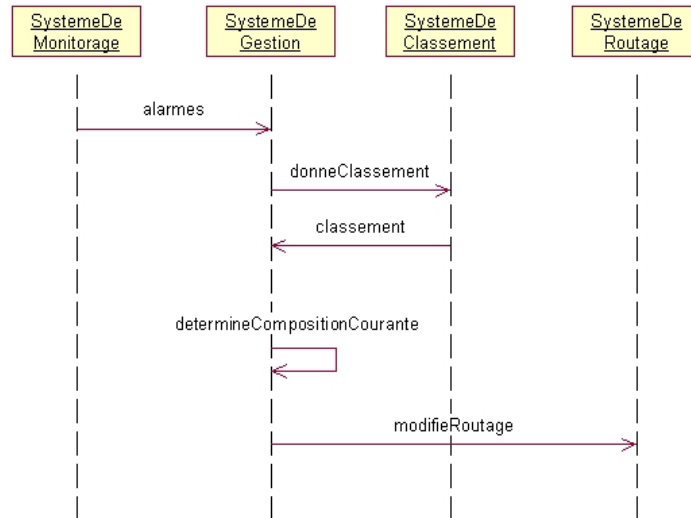 SystemeDe
Monitorage
SystemeDe
Gestion
SystemeDe
Classement
SystemeDe
Routage
alarmes
donneClassement
classement
determineCompositionCourante
modifieRoutage